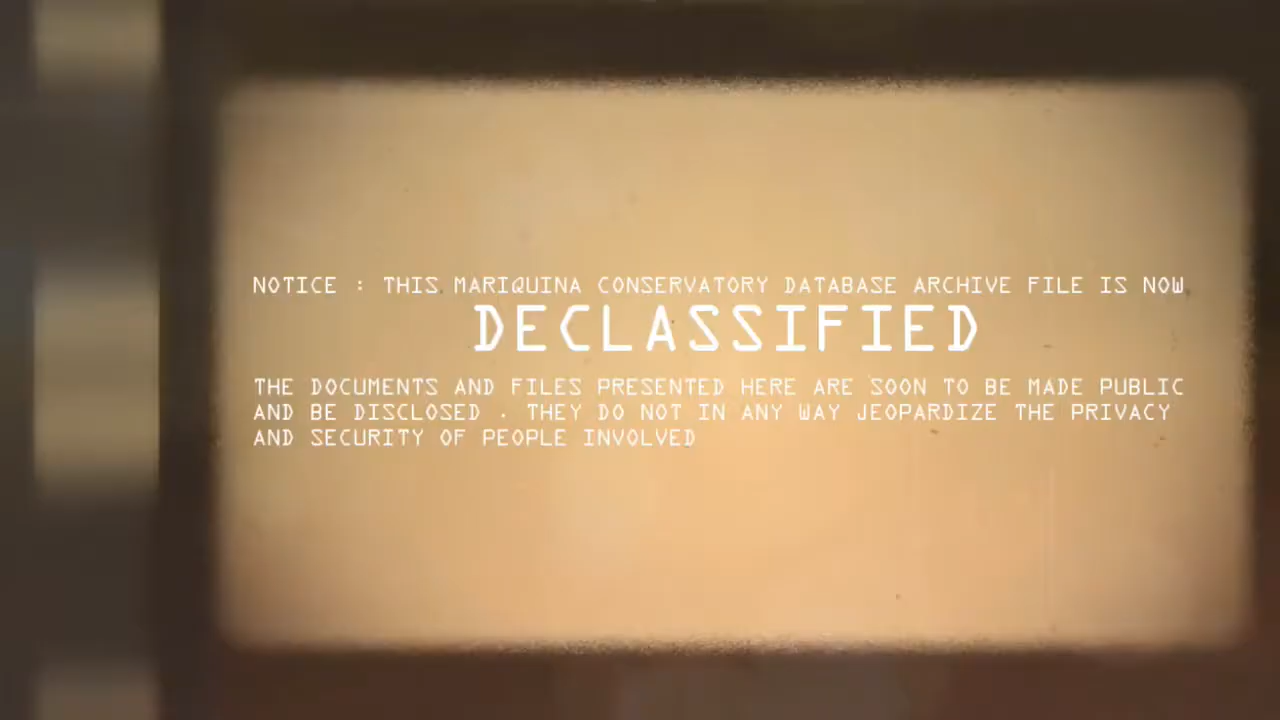 NOTICE : THIS MARIQUINA CONSERVATORY DATABASE ARCHIVE FILE IS NOW
DECLASSIFIED
THE DOCUMENTS AND FILES PRESENTED HERE ARE SOON TO BE MADE PUBLIC
AND BE DISCLOSED . THEY DO NOT IN ANY WAY JEOPARDIZE THE PRIVACY
AND SECURITY OF PEOPLE INVOLVED